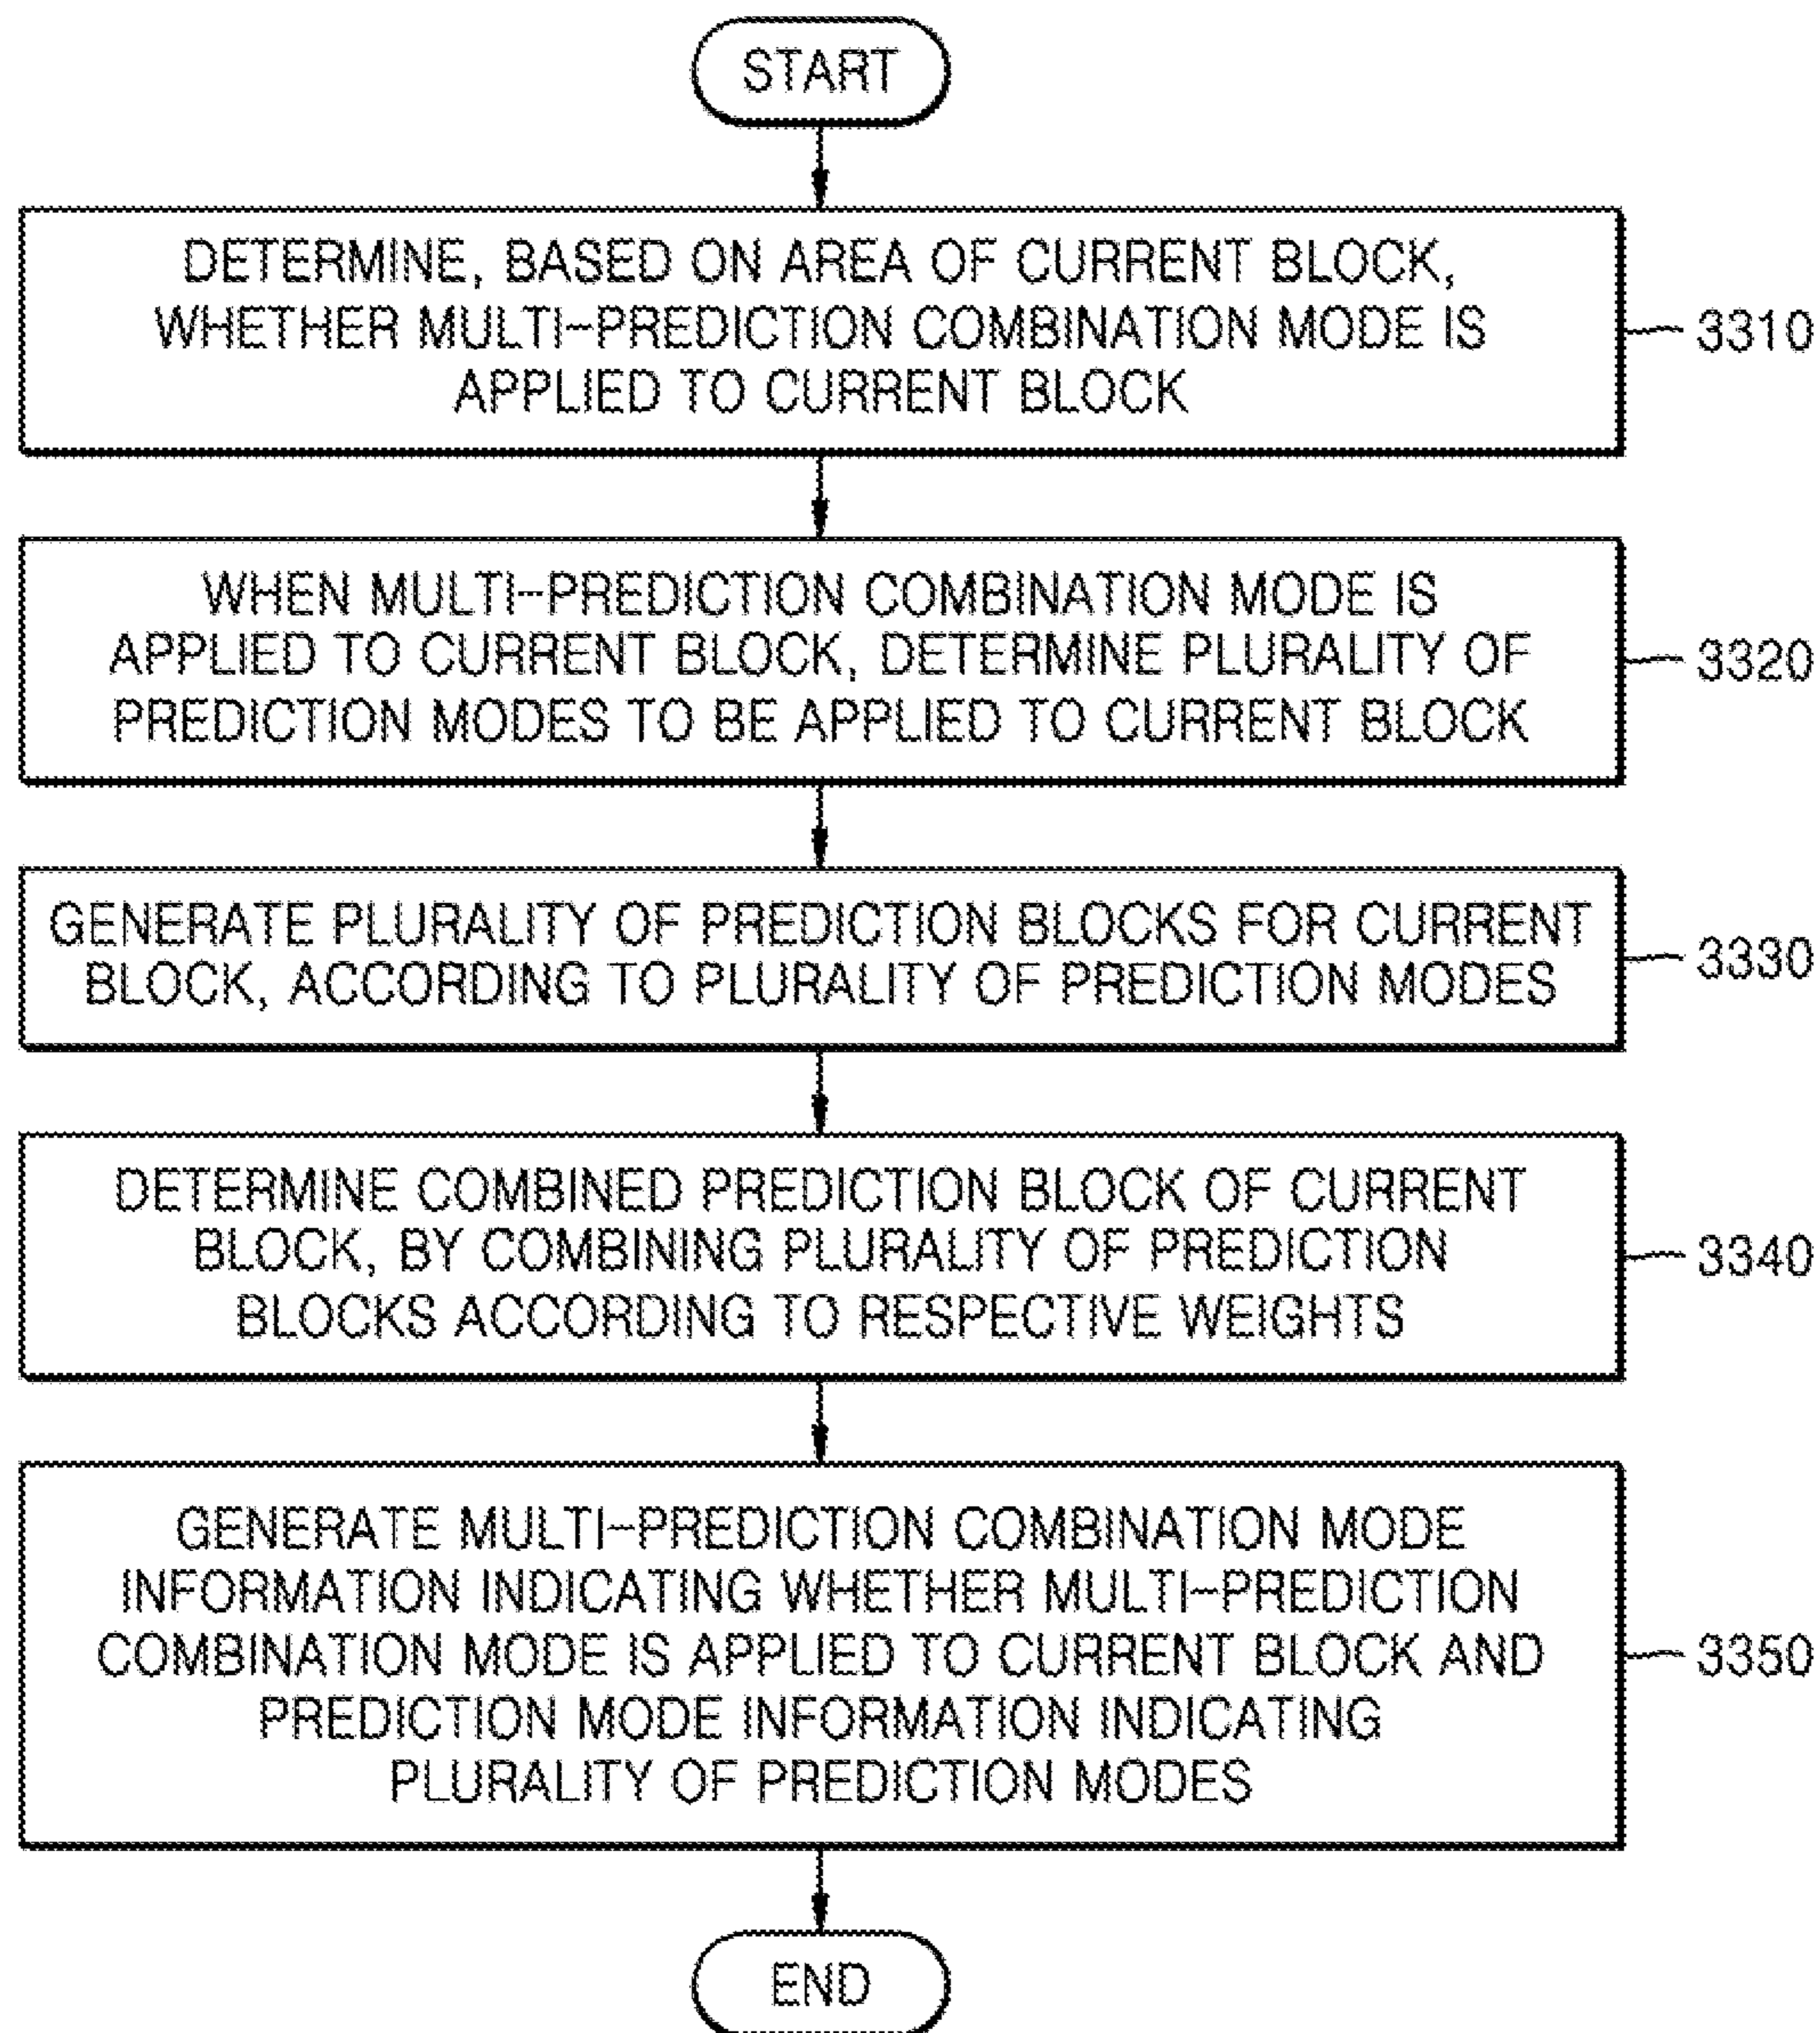 START
DETERMINE, BASED ON AREA OF CURRENT BLOCK,
WHETHER MULTI-PREDICTION COMBINATION MODE IS
APPLIED TO CURRENT BLOCK
3310
WHEN MULTI-PREDICTION COMBINATION MODE IS
APPLIED TO CURRENT BLOCK, DETERMINE PLURALITY OF
PREDICTION MODES TO BE APPLIED TO CURRENT BLOCK
3320
GENERATE PLURALITY OF PREDICTION BLOCKS FOR CURRENT
BLOCK, ACCORDING TO PLURALITY OF PREDICTION MODES
3330
DETERMINE COMBINED PREDICTION BLOCK OF CURRENT
BLOCK, BY COMBINING PLURALITY OF PREDICTION
BLOCKS ACCORDING TO RESPECTIVE WEIGHTS
3340
GENERATE MULTI-PREDICTION COMBINATION MODE
INFORMATION INDICATING WHETHER MULTI-PREDICTION
COMBINATION MODE IS APPLIED TO CURRENT BLOCK AND
PREDICTION MODE INFORMATION INDICATING
PLURALITY OF PREDICTION MODES
3350
END